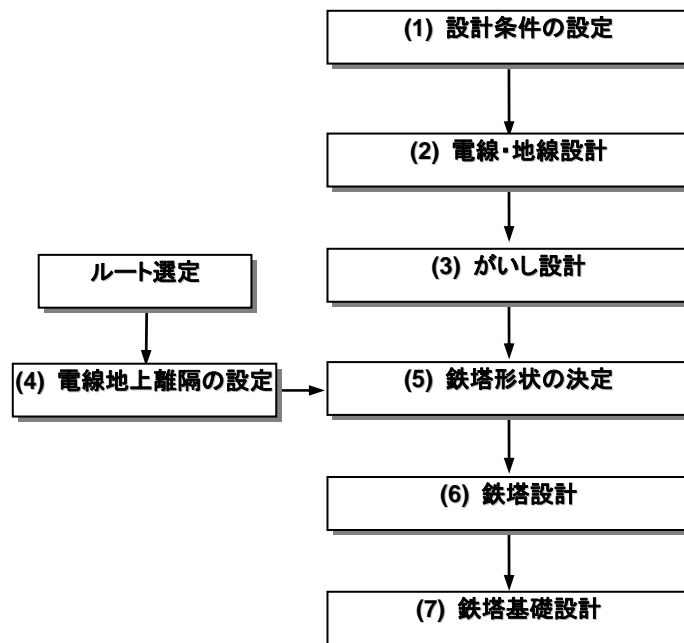 (1) 設計条件の設定
(2) 電線・地線設計
(3) がいし設計
ルート選定
(4) 電線地上離隔の設定
(5) 鉄塔形状の決定
(6) 鉄塔設計
(7) 鉄塔基礎設計